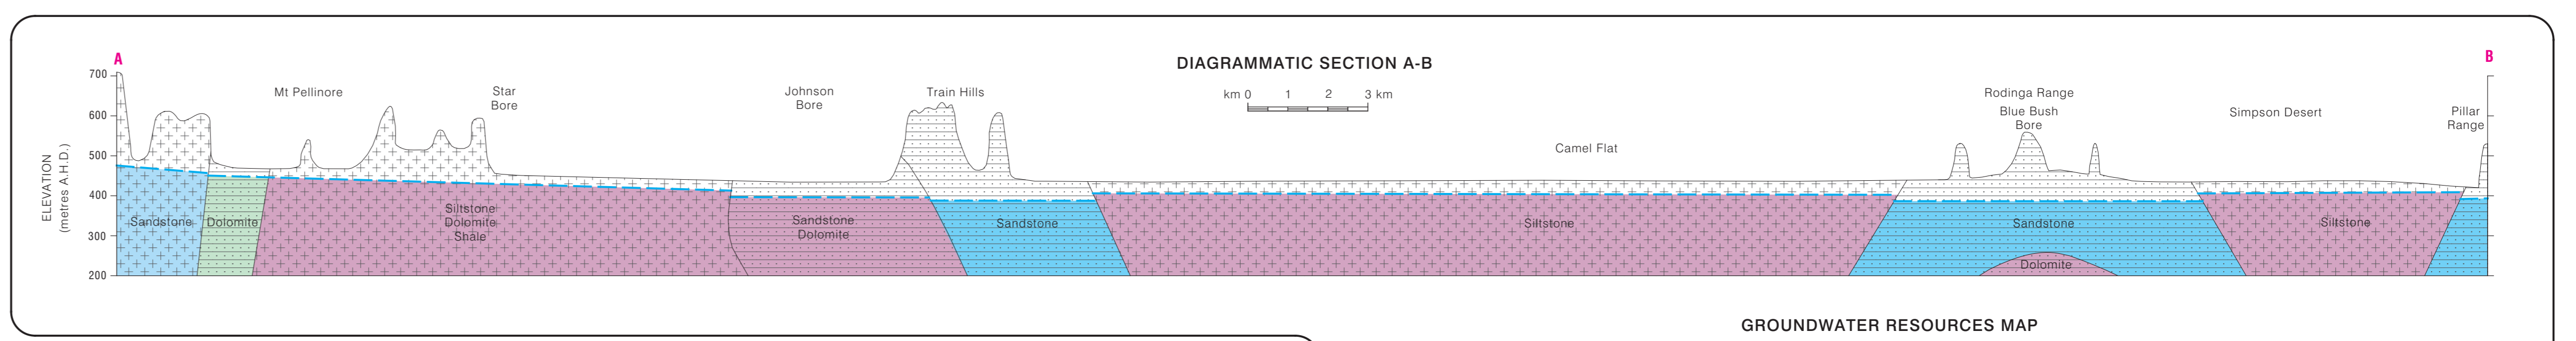 A
B
DIAGRAMMATIC SECTION A-B
km 0 1 2 3 km
ELEVATION
(metres A.H.D.)
700
600
500
400
300
200
Mt Pellinore
Star
Bore
Johnson
Bore
Train Hills
Camel Flat
Rodinga Range
Blue Bush
Bore
Simpson Desert
Pillar
Range
Sandstone
Dolomite
Siltstone
Dolomite
Shale
Sandstone
Dolomite
Sandstone
Siltstone
Sandstone
Dolomite
Siltstone
GROUNDWATER RESOURCES MAP